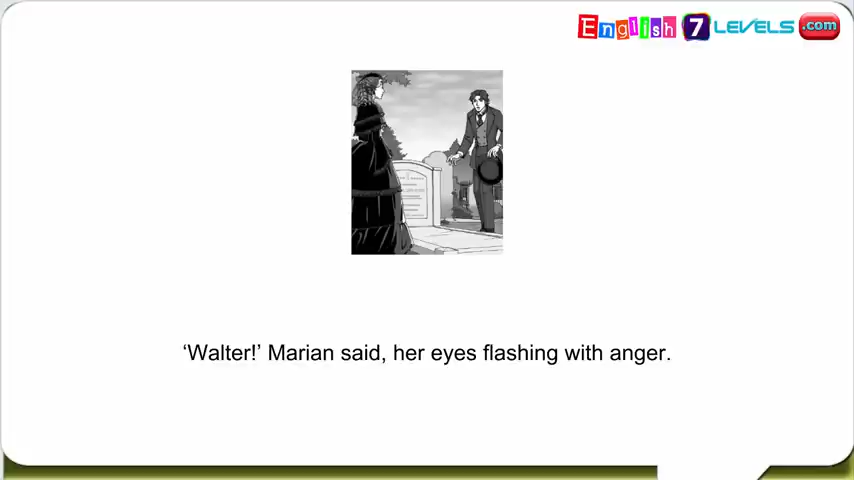 English 7 LEVELS .com
‘Walter!’ Marian said, her eyes flashing with anger.